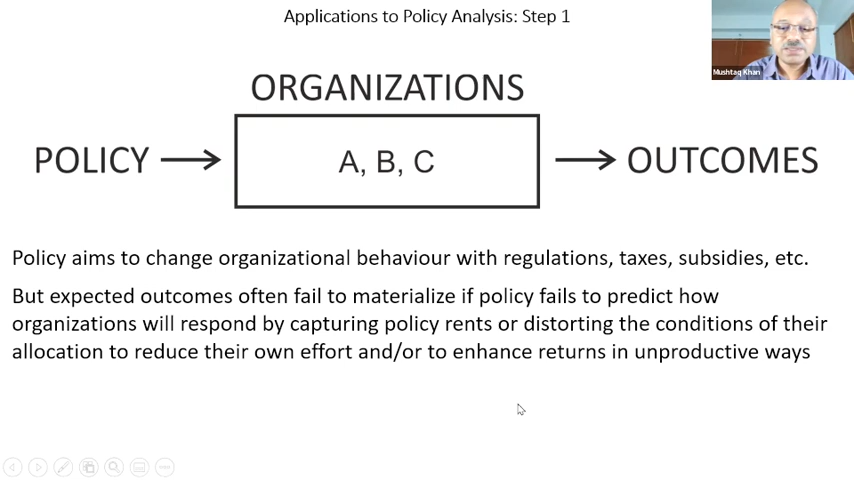 Applications to Policy Analysis: Step 1
Mushtaq Khan
ORGANIZATIONS
POLICY
A, B, C
OUTCOMES
Policy aims to change organizational behaviour with regulations, taxes, subsidies, etc.
But expected outcomes often fail to materialize if policy fails to predict how
organizations will respond by capturing policy rents or distorting the conditions of their
allocation to reduce their own effort and/or to enhance returns in unproductive ways